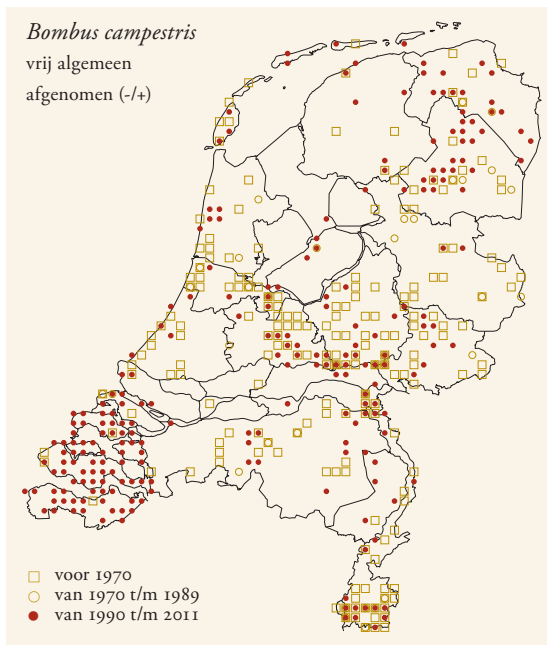 Bombus campestris
vrij algemeen
afgenomen (-/+)
voor 1970
van 1970 t/m 1989
van 1990 t/m 2011